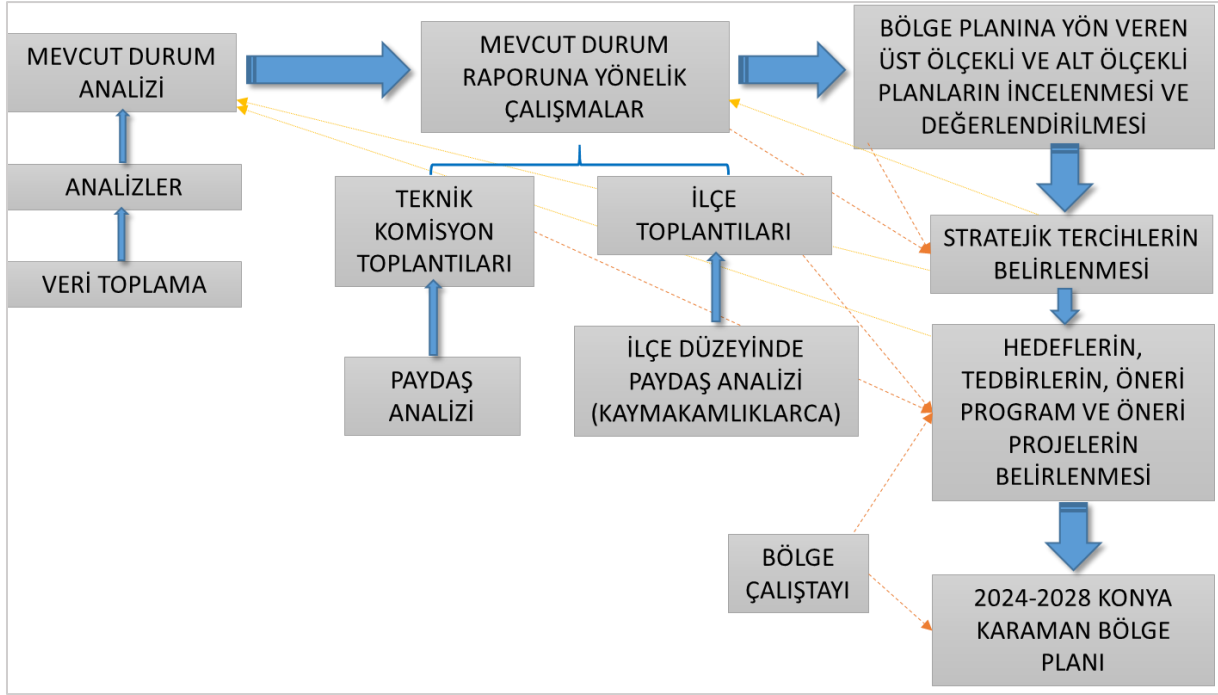 MEVCUT DURUM
ANALİZİ
MEVCUT DURUM
RAPORUNA YÖNELİK
ÇALIŞMALAR
BÖLGE PLANINA YÖN VEREN
ÜST ÖLÇEKLİ VE ALT ÖLÇEKLİ
PLANLARIN İNCELENMESİ VE
DEĞERLENDİRİLMESİ
ANALİZLER
VERİ TOPLAMA
TEKNİK
KOMİSYON
TOPLANTILARI
İLÇE
TOPLANTILARI
STRATEJİK TERCİHLERİN
BELİRLENMESİ
PAYDAŞ
ANALİZİ
İLÇE DÜZEYİNDE
PAYDAŞ ANALİZİ
(KAYMAKAMLIKLARCA)
HEDEFLERİN,
TEDBİRLERİN, ÖNERİ
PROGRAM VE ÖNERİ
PROJELERİN
BELİRLENMESİ
BÖLGE
ÇALIŞTAYI
2024-2028 KONYA
KARAMAN BÖLGE
PLANI